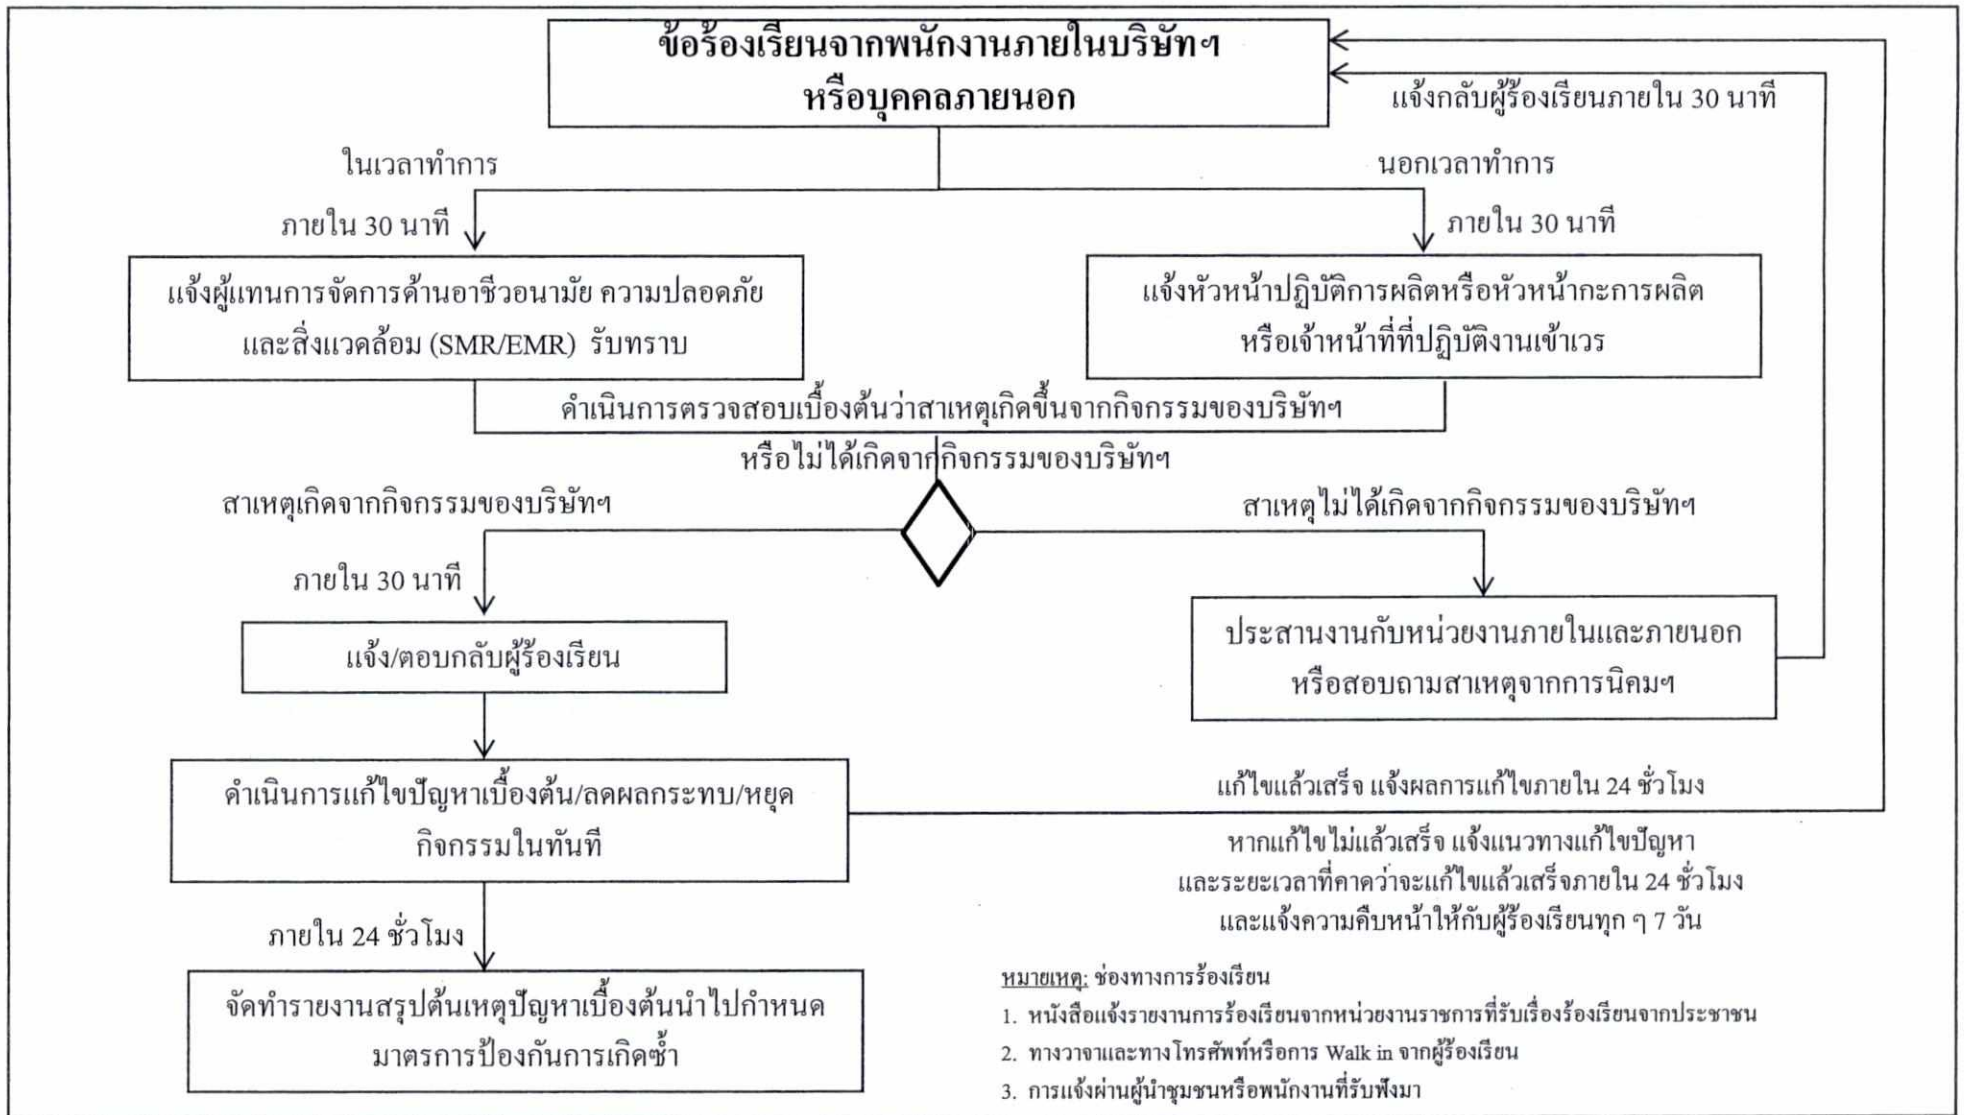 ข้อร้องเรียนจากพนักงานภายในบริษัทฯ
หรือบุคคลภายนอก
แจ้งกลับผู้ร้องเรียนภายใน 30 นาที
ในเวลาทำการ
นอกเวลาทำการ
ภายใน 30 นาที
ภายใน 30 นาที
แจ้งผู้แทนการจัดการด้านอาชีวอนามัย ความปลอดภัย
และสิ่งแวดล้อม (SMR/EMR) รับทราบ
แจ้งหัวหน้าปฏิบัติการผลิตหรือหัวหน้ากะการผลิต
หรือเจ้าหน้าที่ที่ปฏิบัติงานเข้าเวร
ดำเนินการตรวจสอบเบื้องต้นว่าสาเหตุเกิดขึ้นจากกิจกรรมของบริษัทฯ
หรือไม่ได้เกิดจากกิจกรรมของบริษัทฯ
สาเหตุเกิดจากกิจกรรมของบริษัทฯ
สาเหตุไม่ได้เกิดจากกิจกรรมของบริษัทฯ
ภายใน 30 นาที
แจ้ง/ตอบกลับผู้ร้องเรียน
ประสานงานกับหน่วยงานภายในและภายนอก
หรือสอบถามสาเหตุจากการนิคมฯ
ดำเนินการแก้ไขปัญหาเบื้องต้น/ลดผลกระทบ/หยุด
กิจกรรมในทันที
แก้ไขแล้วเสร็จ แจ้งผลการแก้ไขภายใน 24 ชั่วโมง
หากแก้ไขไม่แล้วเสร็จ แจ้งแนวทางแก้ไขปัญหา
และระยะเวลาที่คาดว่าจะแก้ไขแล้วเสร็จภายใน 24 ชั่วโมง
และแจ้งความคืบหน้าให้กับผู้ร้องเรียนทุก ๆ 7 วัน
ภายใน 24 ชั่วโมง
จัดทำรายงานสรุปต้นเหตุปัญหาเบื้องต้นนำไปกำหนด
มาตรการป้องกันการเกิดซ้ำ
หมายเหตุ: ช่องทางการร้องเรียน
1. หนังสือแจ้งรายงานการร้องเรียนจากหน่วยงานราชการที่รับเรื่องร้องเรียนจากประชาชน
2. ทางวาจาและทางโทรศัพท์หรือการ Walk in จากผู้ร้องเรียน
3. การแจ้งผ่านผู้นำชุมชนหรือพนักงานที่รับฟังมา